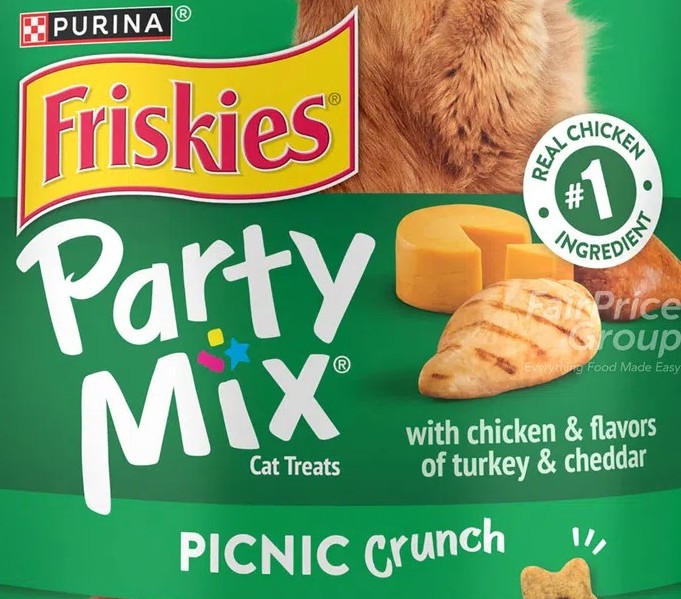 PURINA®
Friskies®
REAL CHICKEN
#1
INGREDIENT
Party
Mix®
Cat Treats
FairPrice
Group
Everything Food Made Easy
with chicken & flavors
of turkey & cheddar
PICNIC Crunch